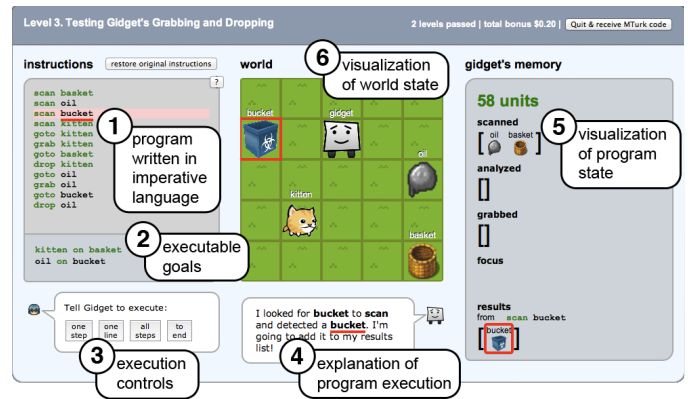 Level 3. Testing Gidget's Grabbing and Dropping
2 levels passed | total bonus $0.20 | Quit & receive MTurk code
instructions
restore original instructions
?
scan basket
scan oil
scan bucket
scan kitten
goto kitten
grab kitten
goto basket
drop kitten
goto oil
grab oil
goto bucket
drop oil
1 program
written in
imperative
language
kitten on basket
oil on bucket
2 executable
goals
Tell Gidget to execute:
one step
one line
all steps
to end
3 execution
controls
world
6 visualization
of world state
bucket
gidget
oil
kitten
basket
I looked for bucket to scan
and detected a bucket. I'm
going to add it to my results
list!
4 explanation of
program execution
gidget's memory
58 units
scanned
[ oil basket ]
analyzed
[]
grabbed
[]
focus
results
from scan bucket
[ bucket ]
5 visualization
of program
state